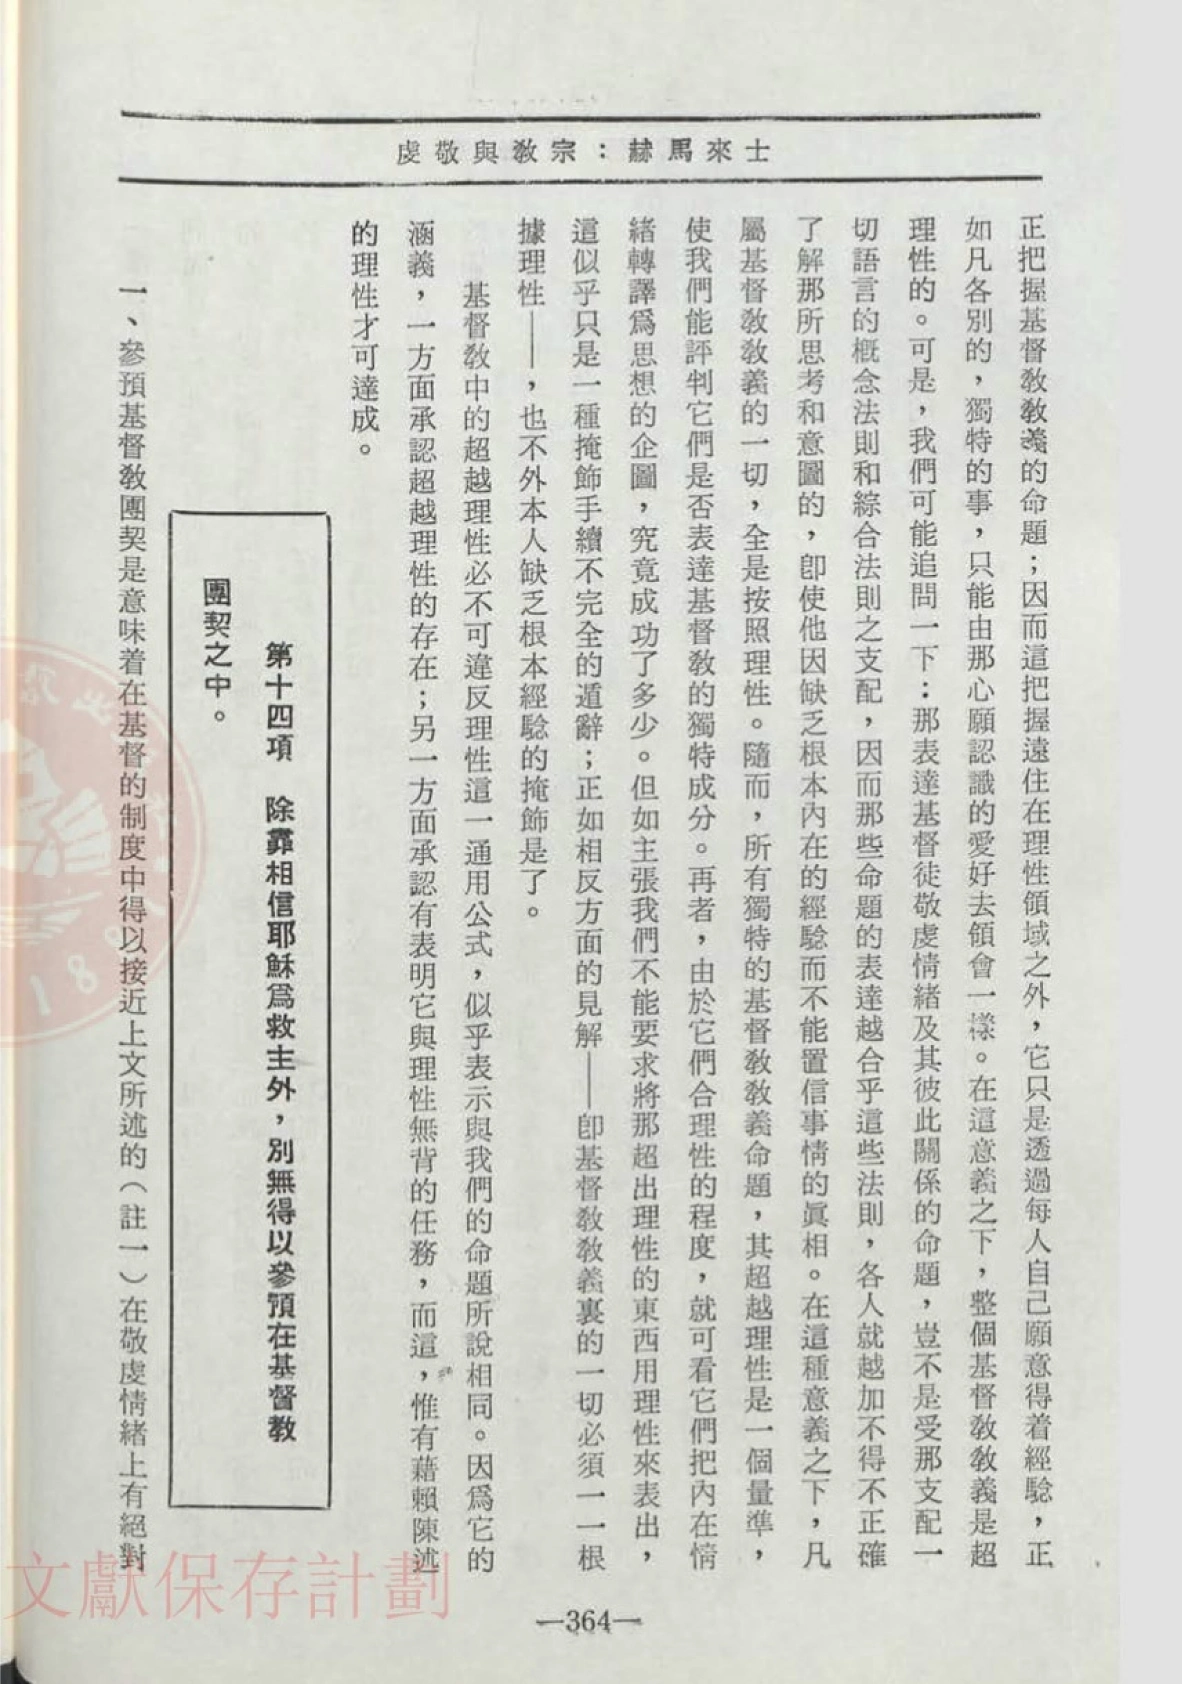 士來馬赫：宗教與敬虔
正把握基督教教義的命題；因而這把握遠住在理性領域之外，它只是透過每人自己願意得着經驗，正
如凡各別的，獨特的事，只能由那心願認識的愛好去領會一樣。在這意義之下，整個基督教教義是超
理性的。可是，我們可能追問一下：那表達基督徒敬虔情緒及其彼此關係的命題，豈不是受那支配一
切語言的概念法則和綜合法則之支配，因而那些命題的表達越合乎這些法則，各人就越加不得不正確
了解那所思考和意圖的，卽使他因缺乏根本內在的經驗而不能置信事情的眞相。在這種意義之下，凡
屬基督教教義的一切，全是按照理性。隨而，所有獨特的基督教教義命題，其超越理性是一個量準，
使我們能評判它們是否表達基督教的獨特成分。再者，由於它們合理性的程度，就可看它們把內在情
緒轉譯爲思想的企圖，究竟成功了多少。但如主張我們不能要求將那超出理性的東西用理性來表出，
這似乎只是一種掩飾手續不完全的遁辭；正如相反方面的見解——卽基督教教義裏的一切必須一一根
據理性——，也不外本人缺乏根本經驗的掩飾是了。
基督教中的超越理性必不可違反理性這一通用公式，似乎表示與我們的命題所說相同。因爲它的
涵義，一方面承認超越理性的存在；另一方面承認有表明它與理性無背的任務，而這，惟有藉賴陳述
的理性才可達成。
第十四項　除靠相信耶穌爲救主外，別無得以參預在基督教
團契之中。
一、參預基督教團契是意味着在基督的制度中得以接近上文所述的（註一）在敬虔情緒上有絕對
—364—
文獻保存計劃